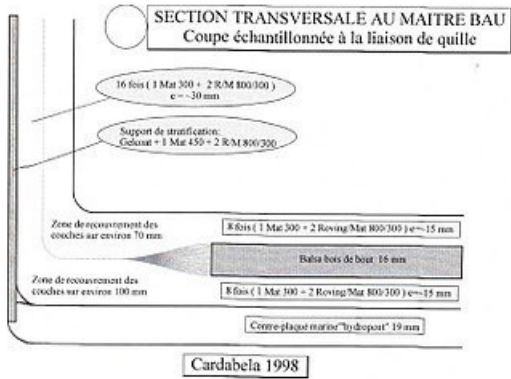 SECTION TRANSVERSALE AU MAITRE BAU
Coupe échantillonnée à la liaison de quille
16 fois ( 1 Mat 300 + 2 R/M 800/300 )
e = ~30 mm
Support de stratification:
Gelcoat + 1 Mat 450 + 2 R/M 800/300
Zone de recouvrement des
couches sur environ 70 mm
8 fois ( 1 Mat 300 + 2 Roving/Mat 800/300 ) e=~15 mm
Balsa bois de bout 16 mm
Zone de recouvrement des
couches sur environ 100 mm
8 fois ( 1 Mat 300 + 2 Roving/Mat 800/300 ) e=~15 mm
Contre-plaqué marine "hydropost" 19 mm
Cardabela 1998